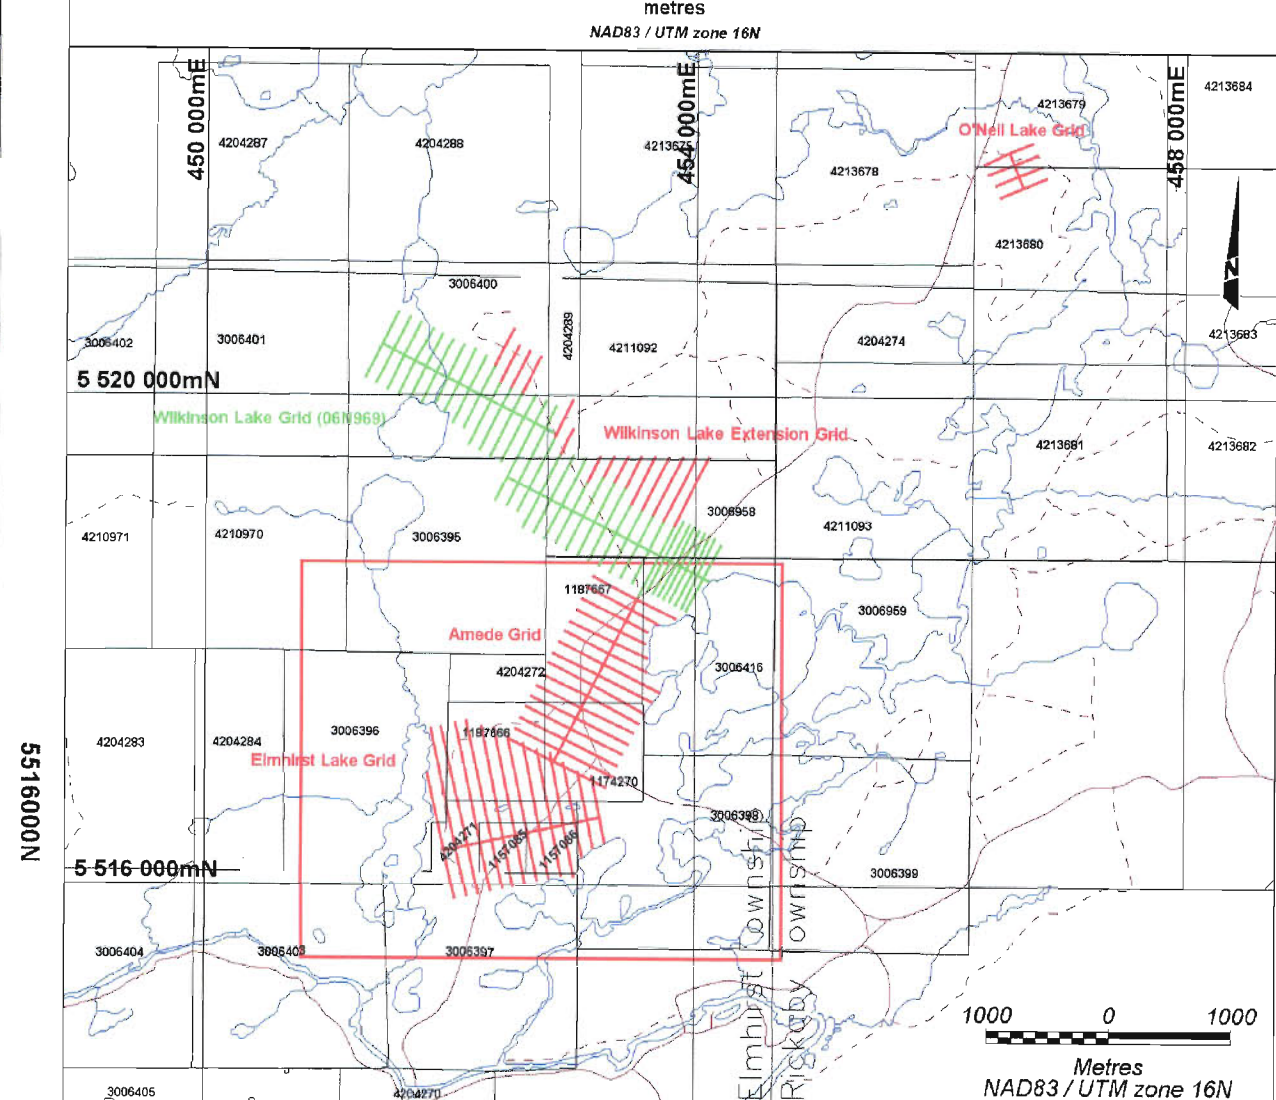 metres
NAD83 / UTM zone 16N
450 000mE
454 000mE
458 000mE
4213684
4213679
O'Neil Lake Grid
4204287
4204288
4213675
4213678
4213680
N
3006400
4204289
3006402
3006401
4211092
4204274
4213683
5 520 000mN
Wilkinson Lake Grid (06N969)
Wilkinson Lake Extension Grid
4213681
4213682
3006958
4210971
4210970
3006395
4211093
1187667
3006959
Amede Grid
4204272
3006416
3006396
1187666
4204283
4204284
Elmhirst Lake Grid
1174270
5516000N
3006398
4204271
1157085
1157086
5 516 000mN
3006399
Elmhirst Township
Rickaby Township
3006404
3006403
3006397
1000 0 1000
Metres
NAD83 / UTM zone 16N
3006405
4204270